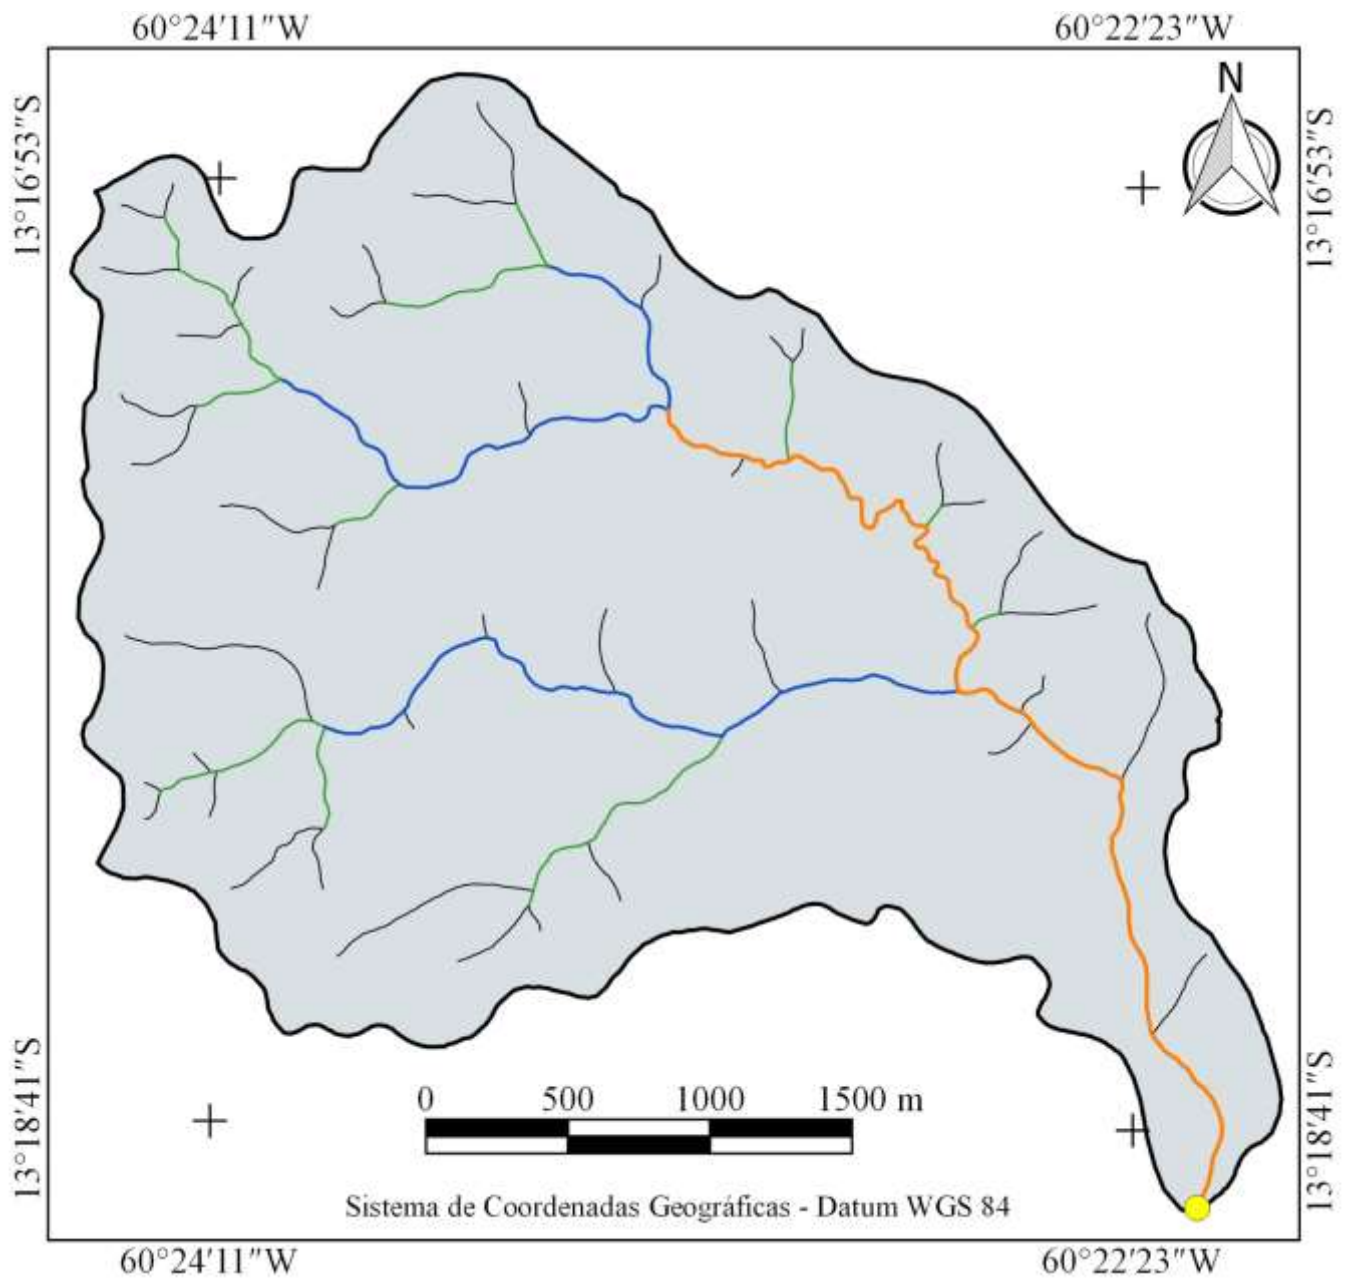 60°24'11"W 60°22'23"W
N
13°16'53"S 13°16'53"S
13°18'41"S 13°18'41"S
0 500 1000 1500 m
Sistema de Coordenadas Geográficas - Datum WGS 84
60°24'11"W 60°22'23"W